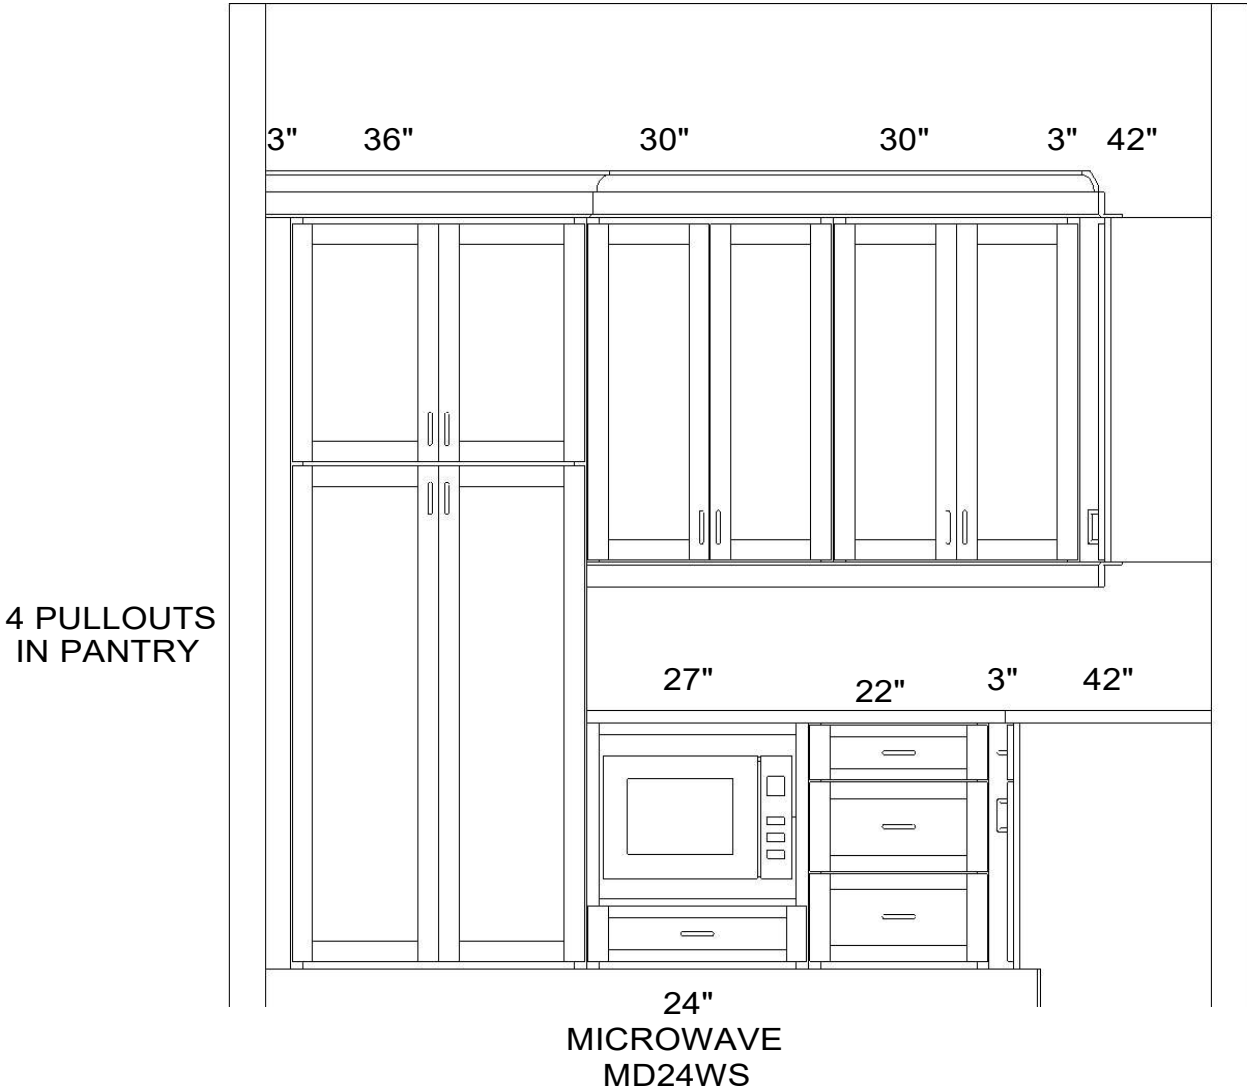 3" 36" 30" 30" 3" 42"
4 PULLOUTS
IN PANTRY
27" 22" 3" 42"
24"
MICROWAVE
MD24WS